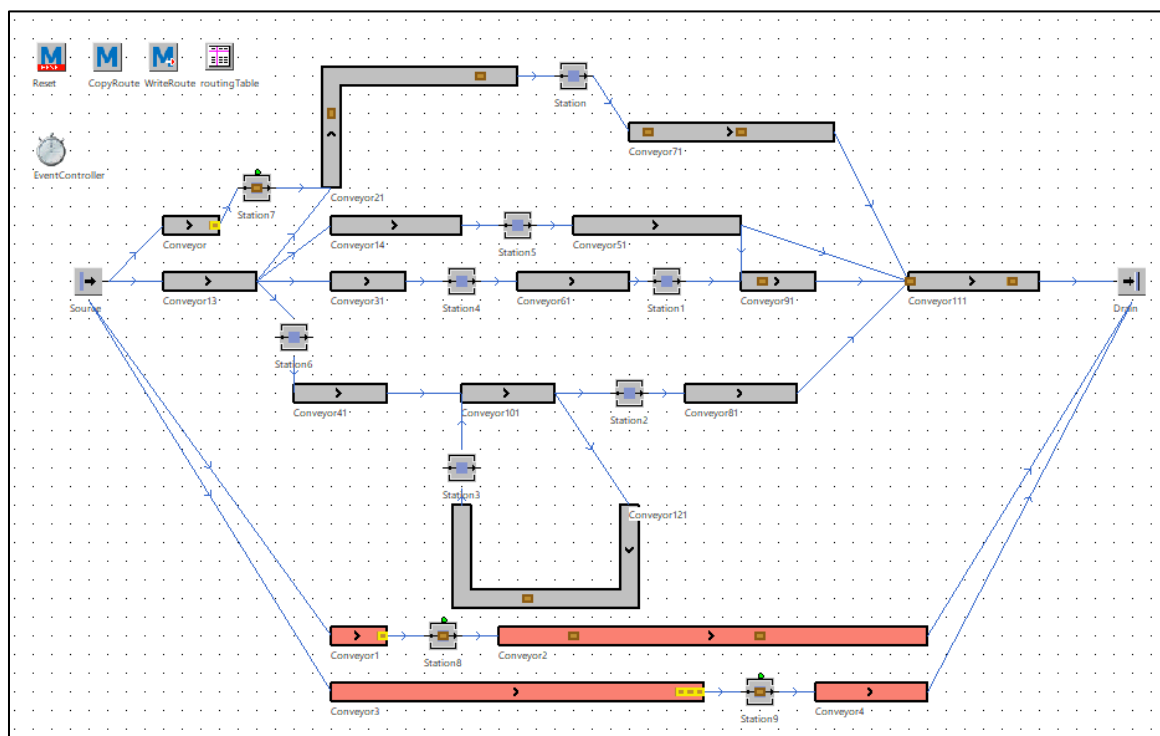 Reset
CopyRoute
WriteRoute
routingTable
EventController
Station
Conveyor71
Station7
Conveyor21
Conveyor
Conveyor14
Station5
Conveyor51
Source
Conveyor13
Conveyor31
Station4
Conveyor61
Station1
Conveyor91
Conveyor111
Drain
Station6
Conveyor41
Conveyor101
Station2
Conveyor81
Station3
Conveyor121
Conveyor1
Station8
Conveyor2
Conveyor3
Station9
Conveyor4